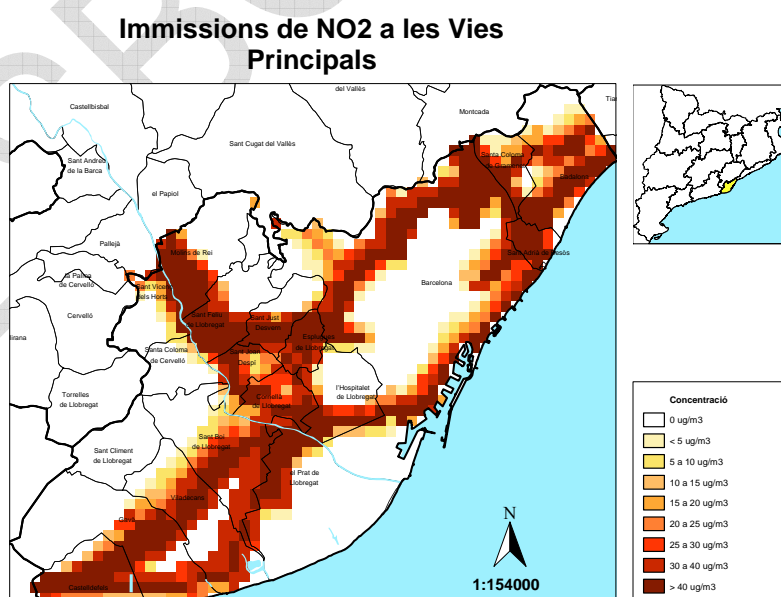 Immissions de NO2 a les Vies
Principals
del Vallès
Castellbisbal
Montcada
Tia
Sant Cugat del Vallès
Santa Coloma
de Gramenet
Sant Andreu
de la Barca
Badalona
el Papiol
Pallejà
Molins de Rei
Sant Adrià de Besòs
la Palma
de Cervelló
Sant Vicenç
dels Horts
Barcelona
Cervelló
Sant Feliu
de Llobregat
Sant Just
Desvern
lirana
Esplugues
de Llobregat
Santa Coloma
de Cervelló
Sant Joan
Despí
l'Hospitalet
de Llobregat
Torrelles
de Llobregat
Cornellà
de Llobregat
Sant Boi
de Llobregat
Sant Climent
de Llobregat
el Prat de
Llobregat
Viladecans
Gavà
Castelldefels
N
1:154000
Concentració
0 ug/m3
< 5 ug/m3
5 a 10 ug/m3
10 a 15 ug/m3
15 a 20 ug/m3
20 a 25 ug/m3
25 a 30 ug/m3
30 a 40 ug/m3
> 40 ug/m3